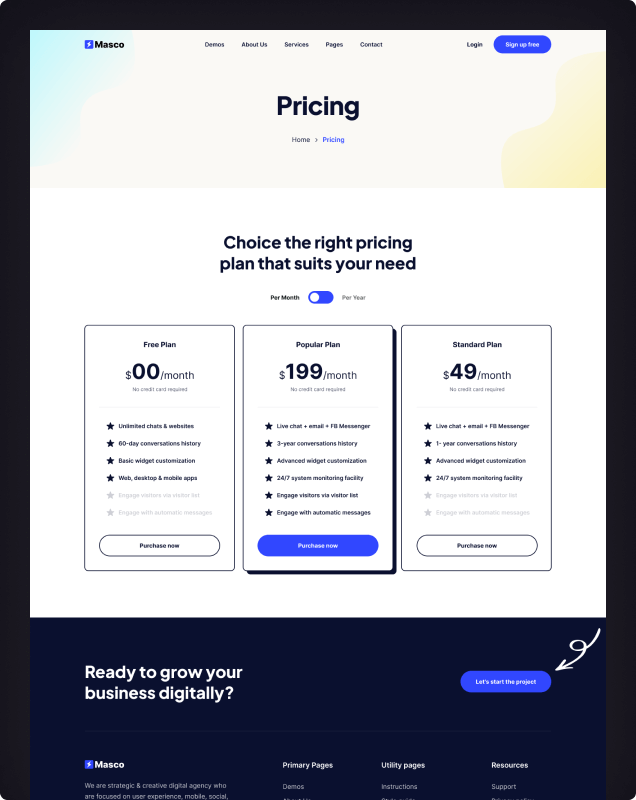 Masco
Demos About Us Services Pages Contact
Login
Sign up free
Pricing
Home > Pricing
Choice the right pricing
plan that suits your need
Per Month
Per Year
Free Plan
$00/month
No credit card required
Unlimited chats & websites
60-day conversations history
Basic widget customization
Web, desktop & mobile apps
Engage visitors via visitor list
Engage with automatic messages
Purchase now
Popular Plan
$199/month
No credit card required
Live chat + email + FB Messenger
3-year conversations history
Advanced widget customization
24/7 system monitoring facility
Engage visitors via visitor list
Engage with automatic messages
Purchase now
Standard Plan
$49/month
No credit card required
Live chat + email + FB Messenger
1- year conversations history
Advanced widget customization
24/7 system monitoring facility
Engage visitors via visitor list
Engage with automatic messages
Purchase now
Ready to grow your
business digitally?
Let's start the project
Masco
We are strategic & creative digital agency who
are focused on user experience, mobile, social,
Primary Pages
Demos
Utility pages
Instructions
Resources
Support